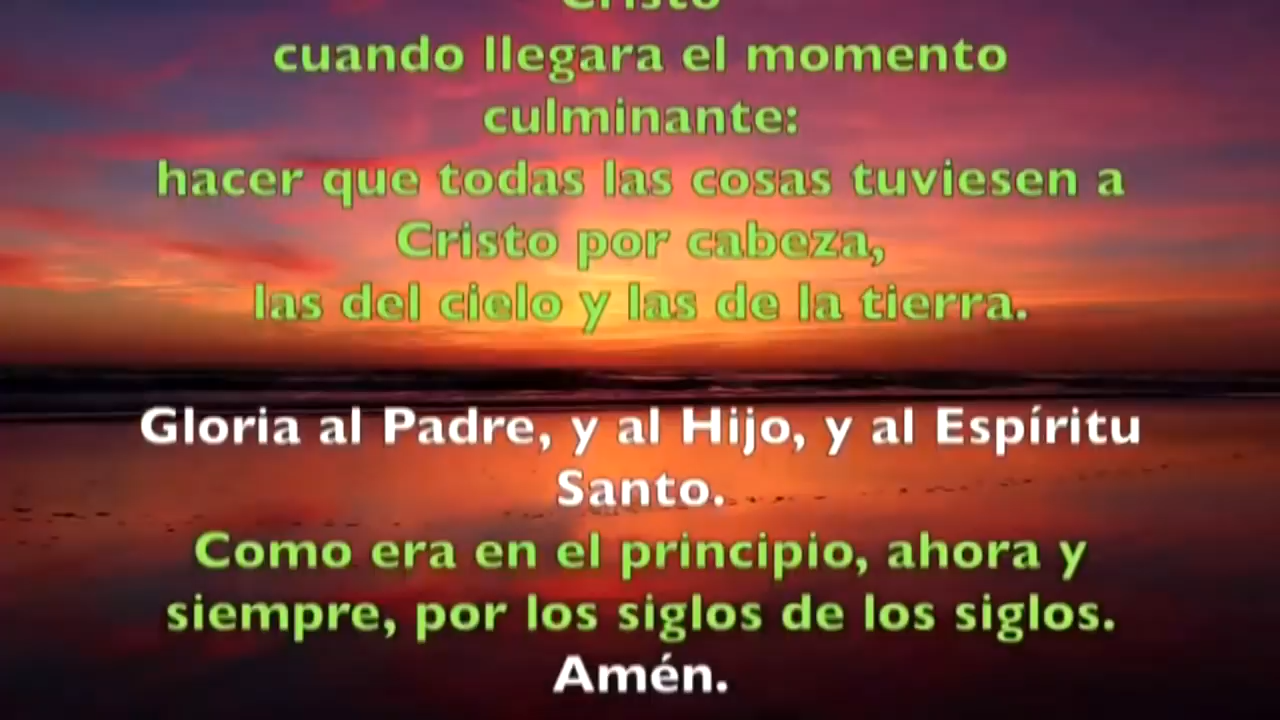 Cristo
cuando llegara el momento
culminante:
hacer que todas las cosas tuviesen a
Cristo por cabeza,
las del cielo y las de la tierra.
Gloria al Padre, y al Hijo, y al Espíritu
Santo.
Como era en el principio, ahora y
siempre, por los siglos de los siglos.
Amén.